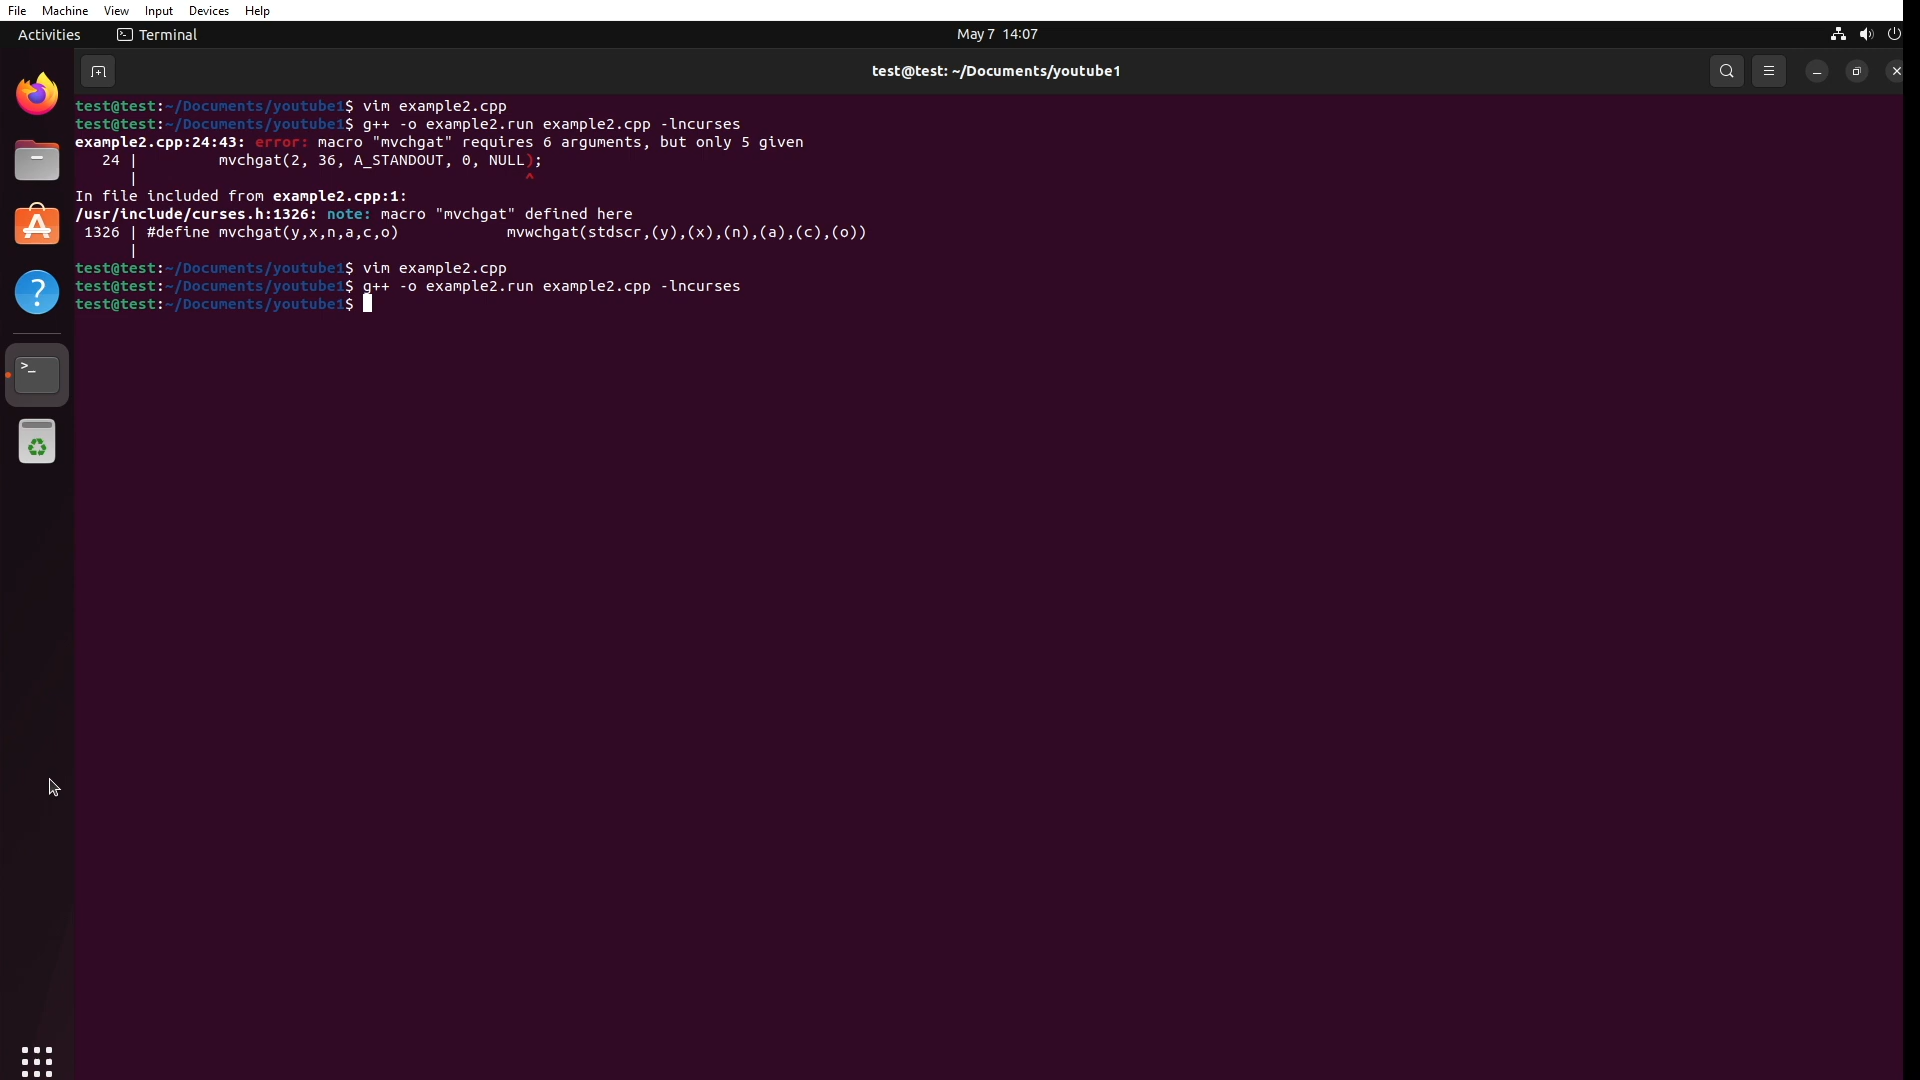 File Machine View Input Devices Help
Activities Terminal May 7 14:07
test@test: ~/Documents/youtube1
test@test:~/Documents/youtube1$ vim example2.cpp
test@test:~/Documents/youtube1$ g++ -o example2.run example2.cpp -lncurses
example2.cpp:24:43: error: macro "mvchgat" requires 6 arguments, but only 5 given
24 | mvchgat(2, 36, A_STANDOUT, 0, NULL);
| ^
In file included from example2.cpp:1:
/usr/include/curses.h:1326: note: macro "mvchgat" defined here
1326 | #define mvchgat(y,x,n,a,c,o) mvwchgat(stdscr,(y),(x),(n),(a),(c),(o))
|
test@test:~/Documents/youtube1$ vim example2.cpp
test@test:~/Documents/youtube1$ g++ -o example2.run example2.cpp -lncurses
test@test:~/Documents/youtube1$